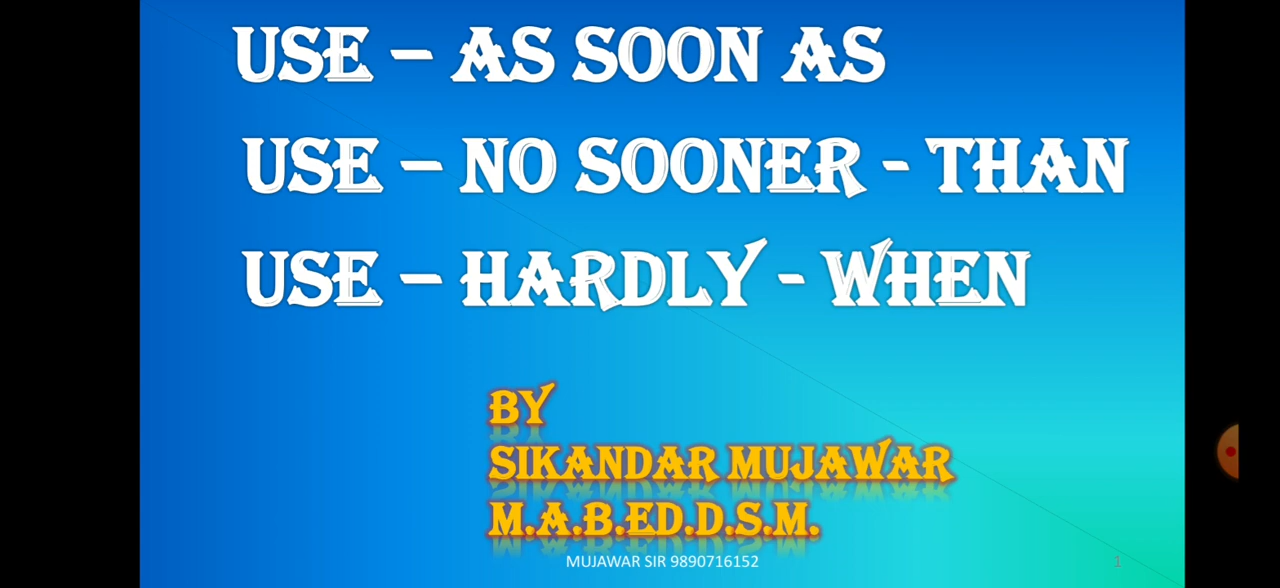 USE – AS SOON AS
USE – NO SOONER - THAN
USE – HARDLY - WHEN
BY
SIKANDAR MUJAWAR
M.A.B.ED.D.S.M.
MUJAWAR SIR 9890716152
1